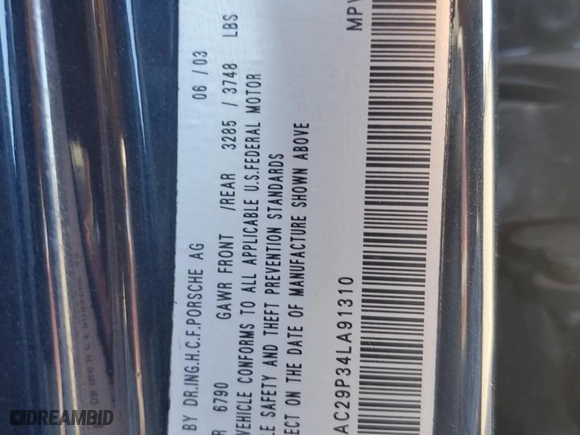 BY DR.ING.H.C.F.PORSCHE AG 06 / 03
R 6790 GAWR FRONT /REAR 3285 / 3748 LBS
VEHICLE CONFORMS TO ALL APPLICABLE U.S.FEDERAL MOTOR
LE SAFETY AND THEFT PREVENTION STANDARDS
ECT ON THE DATE OF MANUFACTURE SHOWN ABOVE
AC29P34LA91310 MPV
DREAMBID